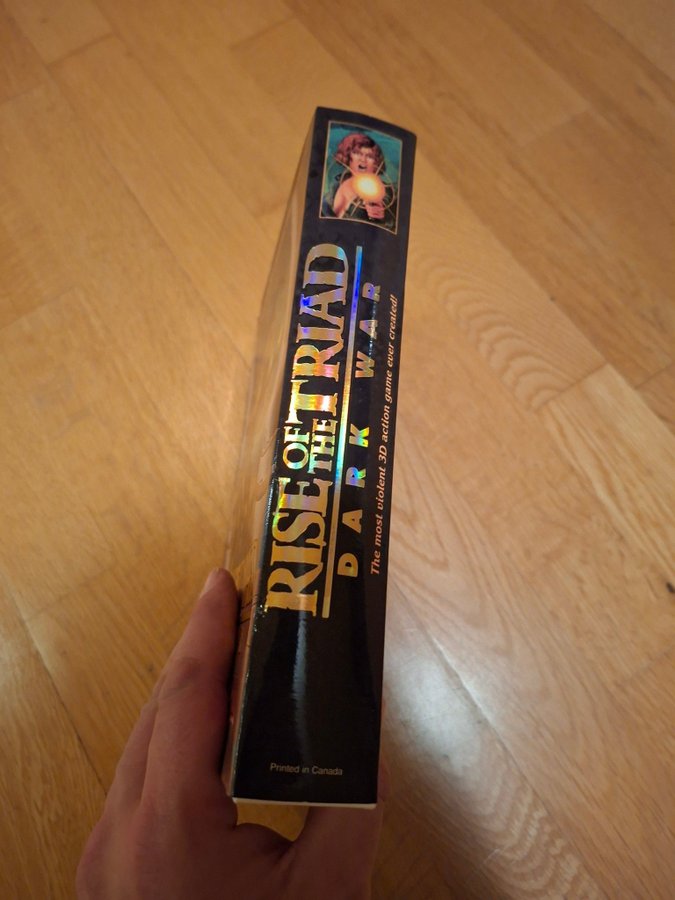 RISE OF THE TRIAD
DARK WAR
The most violent 3D action game ever created!
Printed in Canada